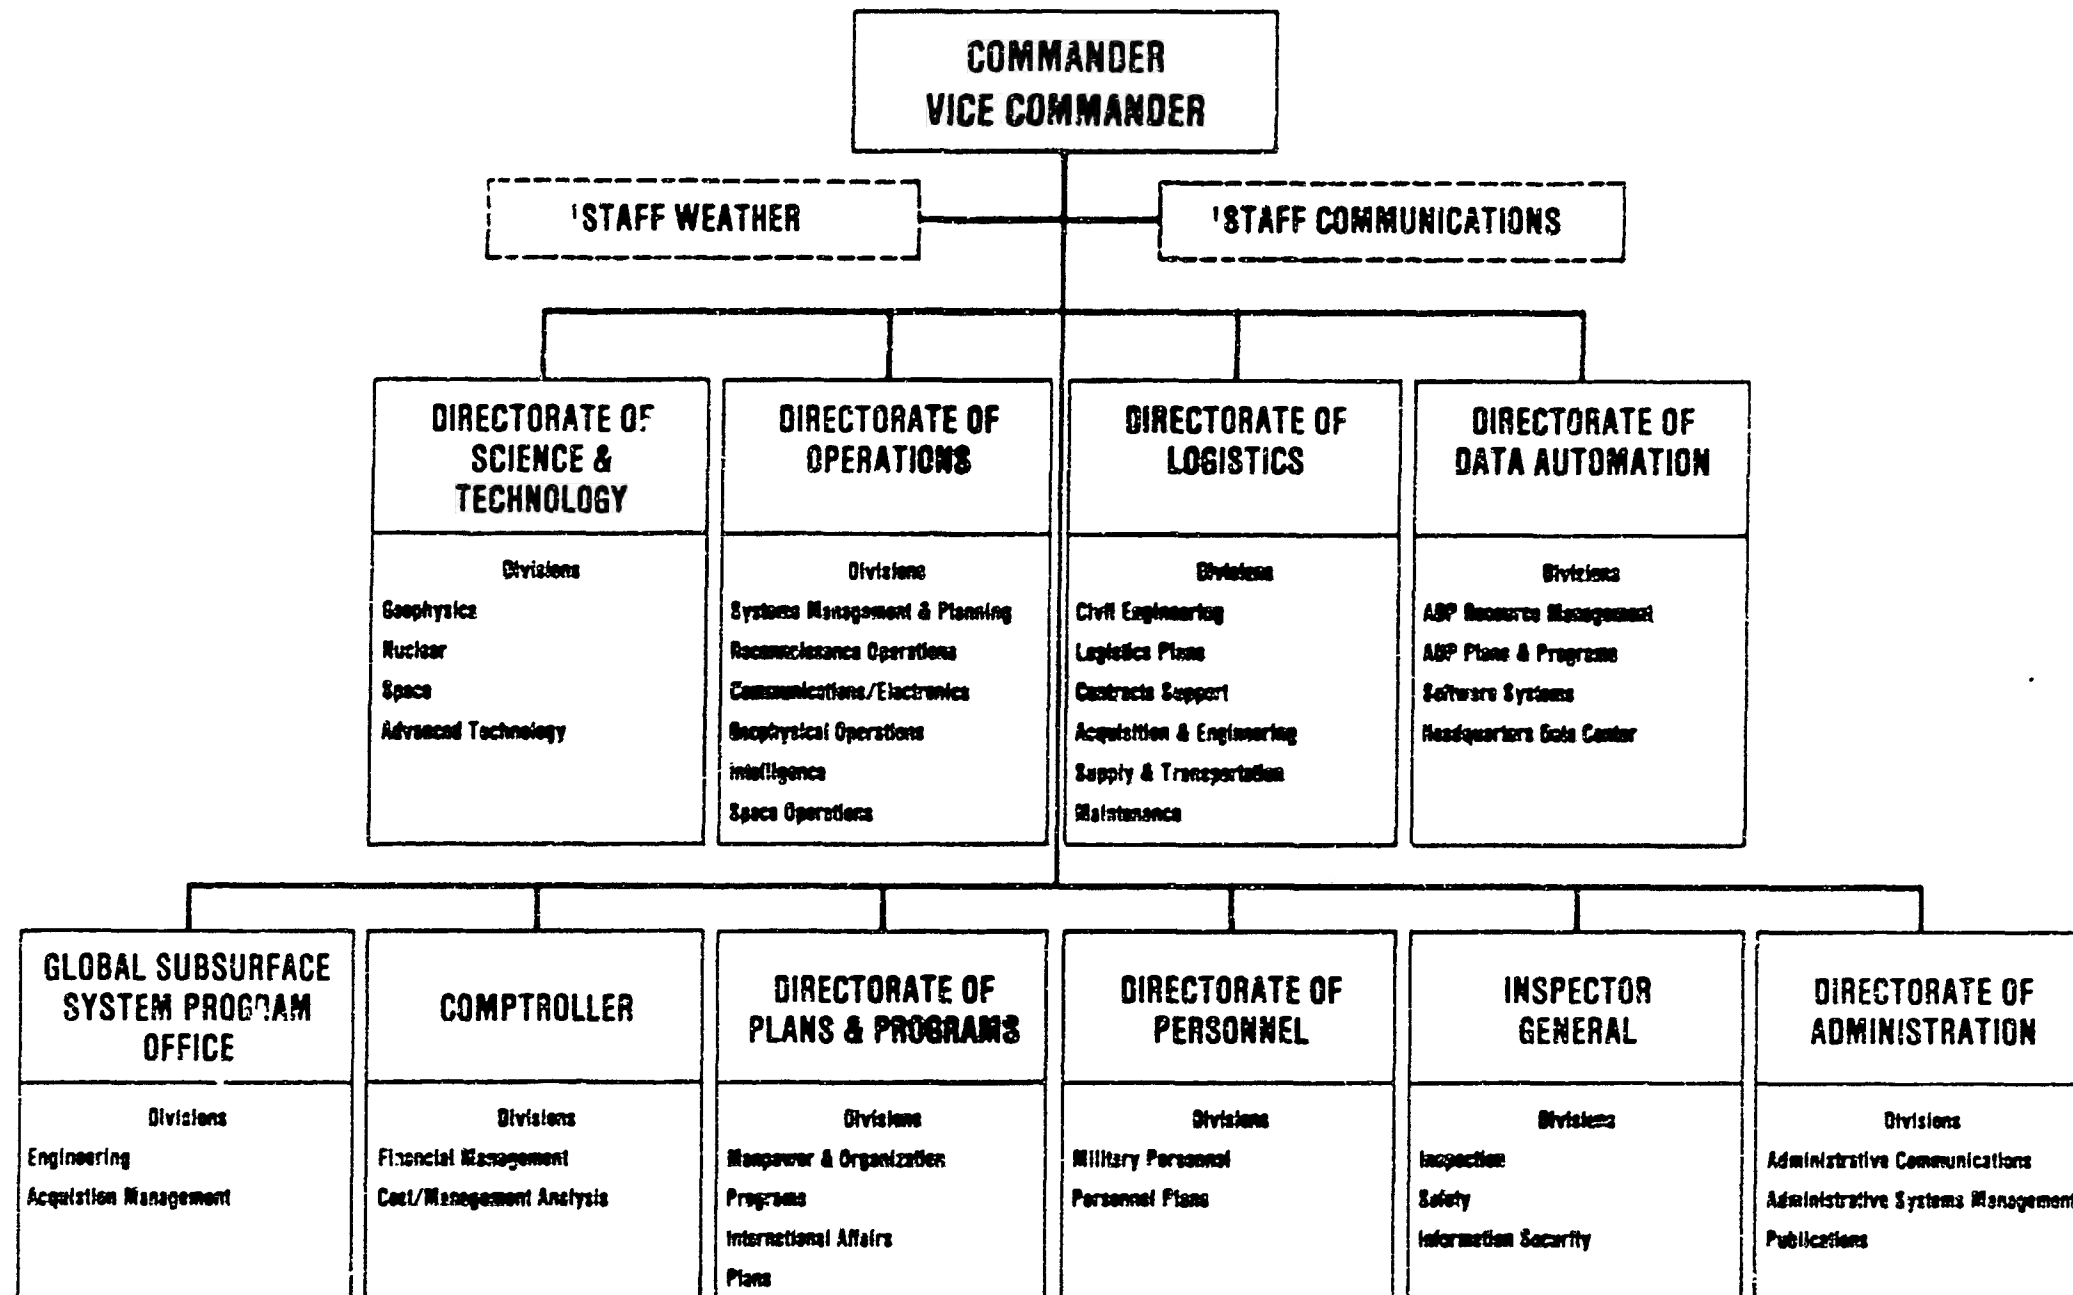 COMMANDER
VICE COMMANDER
¹STAFF WEATHER
¹STAFF COMMUNICATIONS
DIRECTORATE OF
SCIENCE &
TECHNOLOGY
Divisions
Geophysics
Nuclear
Space
Advanced Technology
DIRECTORATE OF
OPERATIONS
Divisions
Systems Management & Planning
Reconnaissance Operations
Communications/Electronics
Geophysical Operations
Intelligence
Space Operations
DIRECTORATE OF
LOGISTICS
Divisions
Civil Engineering
Logistics Plans
Contracts Support
Acquisition & Engineering
Supply & Transportation
Maintenance
DIRECTORATE OF
DATA AUTOMATION
Divisions
ADP Resource Management
ADP Plans & Programs
Software Systems
Headquarters Data Center
GLOBAL SUBSURFACE
SYSTEM PROGRAM
OFFICE
Divisions
Engineering
Acquistion Management
COMPTROLLER
Divisions
Financial Management
Cost/Management Analysis
DIRECTORATE OF
PLANS & PROGRAMS
Divisions
Manpower & Organization
Programs
International Affairs
Plans
DIRECTORATE OF
PERSONNEL
Divisions
Military Personnel
Personnel Plans
INSPECTOR
GENERAL
Divisions
Inspection
Safety
Information Security
DIRECTORATE OF
ADMINISTRATION
Divisions
Administrative Communications
Administrative Systems Management
Publications